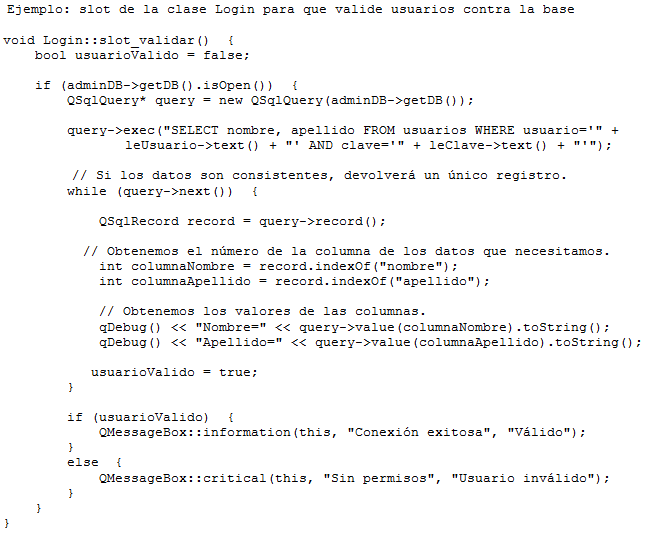 Ejemplo: slot de la clase Login para que valide usuarios contra la base
void Login::slot_validar()  {
    bool usuarioValido = false;
    if (adminDB->getDB().isOpen())  {
        QSqlQuery* query = new QSqlQuery(adminDB->getDB());
        query->exec("SELECT nombre, apellido FROM usuarios WHERE usuario='" +
               leUsuario->text() + "' AND clave='" + leClave->text() + "'");
        // Si los datos son consistentes, devolverá un único registro.
        while (query->next())  {
            QSqlRecord record = query->record();
          // Obtenemos el número de la columna de los datos que necesitamos.
            int columnaNombre = record.indexOf("nombre");
            int columnaApellido = record.indexOf("apellido");
            // Obtenemos los valores de las columnas.
            qDebug() << "Nombre=" << query->value(columnaNombre).toString();
            qDebug() << "Apellido=" << query->value(columnaApellido).toString();
           usuarioValido = true;
        }
        if (usuarioValido)  {
            QMessageBox::information(this, "Conexión exitosa", "Válido");
        }
        else  {
            QMessageBox::critical(this, "Sin permisos", "Usuario inválido");
        }
    }
}